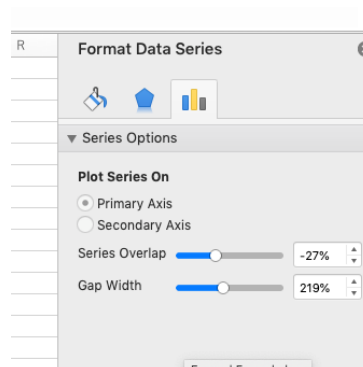 R
Format Data Series
Series Options
Plot Series On
Primary Axis
Secondary Axis
Series Overlap -27%
Gap Width 219%